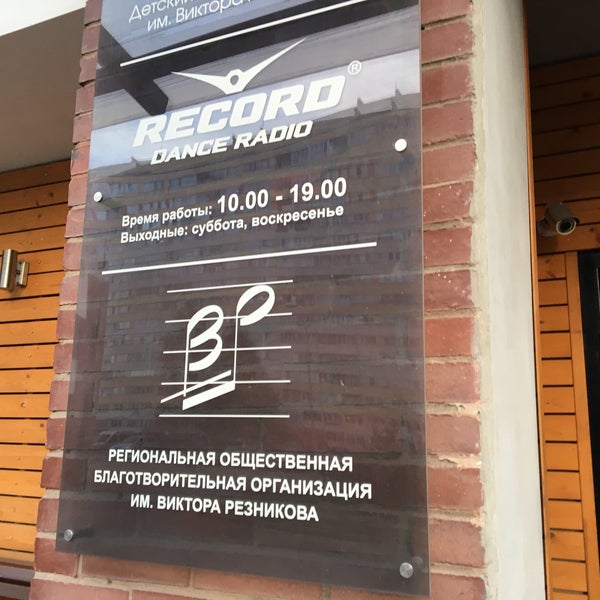 Детский
им. Виктора
RECORD®
DANCE RADIO
Время работы: 10.00 - 19.00
Выходные: суббота, воскресенье
РЕГИОНАЛЬНАЯ ОБЩЕСТВЕННАЯ
БЛАГОТВОРИТЕЛЬНАЯ ОРГАНИЗАЦИЯ
ИМ. ВИКТОРА РЕЗНИКОВА